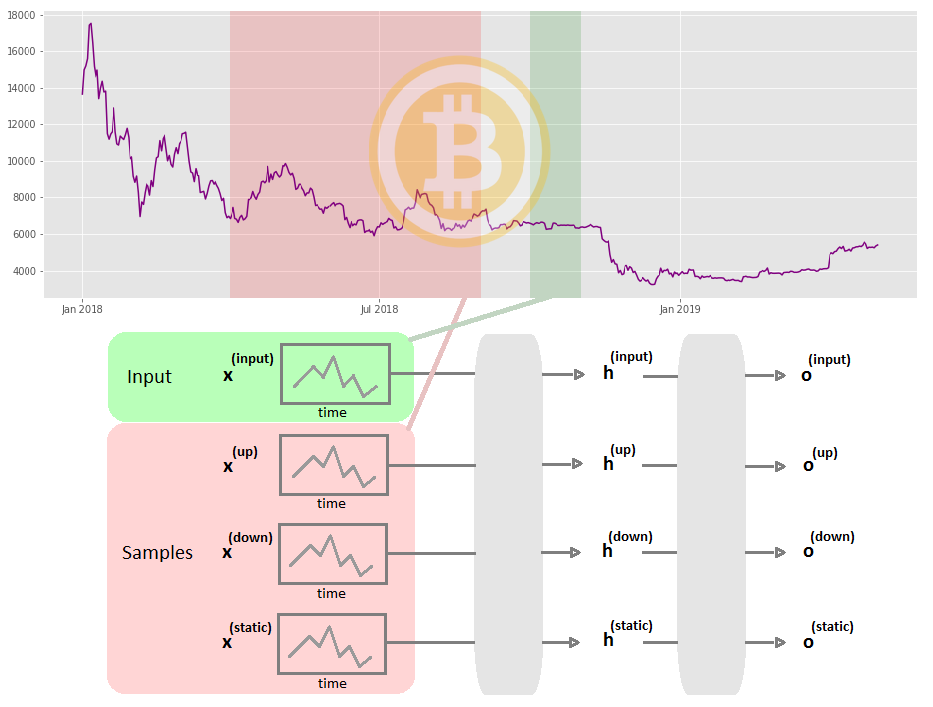 18000
16000
14000
12000
10000
8000
6000
4000
Jan 2018
Jul 2018
Jan 2019
Input
x (input)
time
h (input)
o (input)
x (up)
time
h (up)
o (up)
Samples
x (down)
time
h (down)
o (down)
x (static)
time
h (static)
o (static)